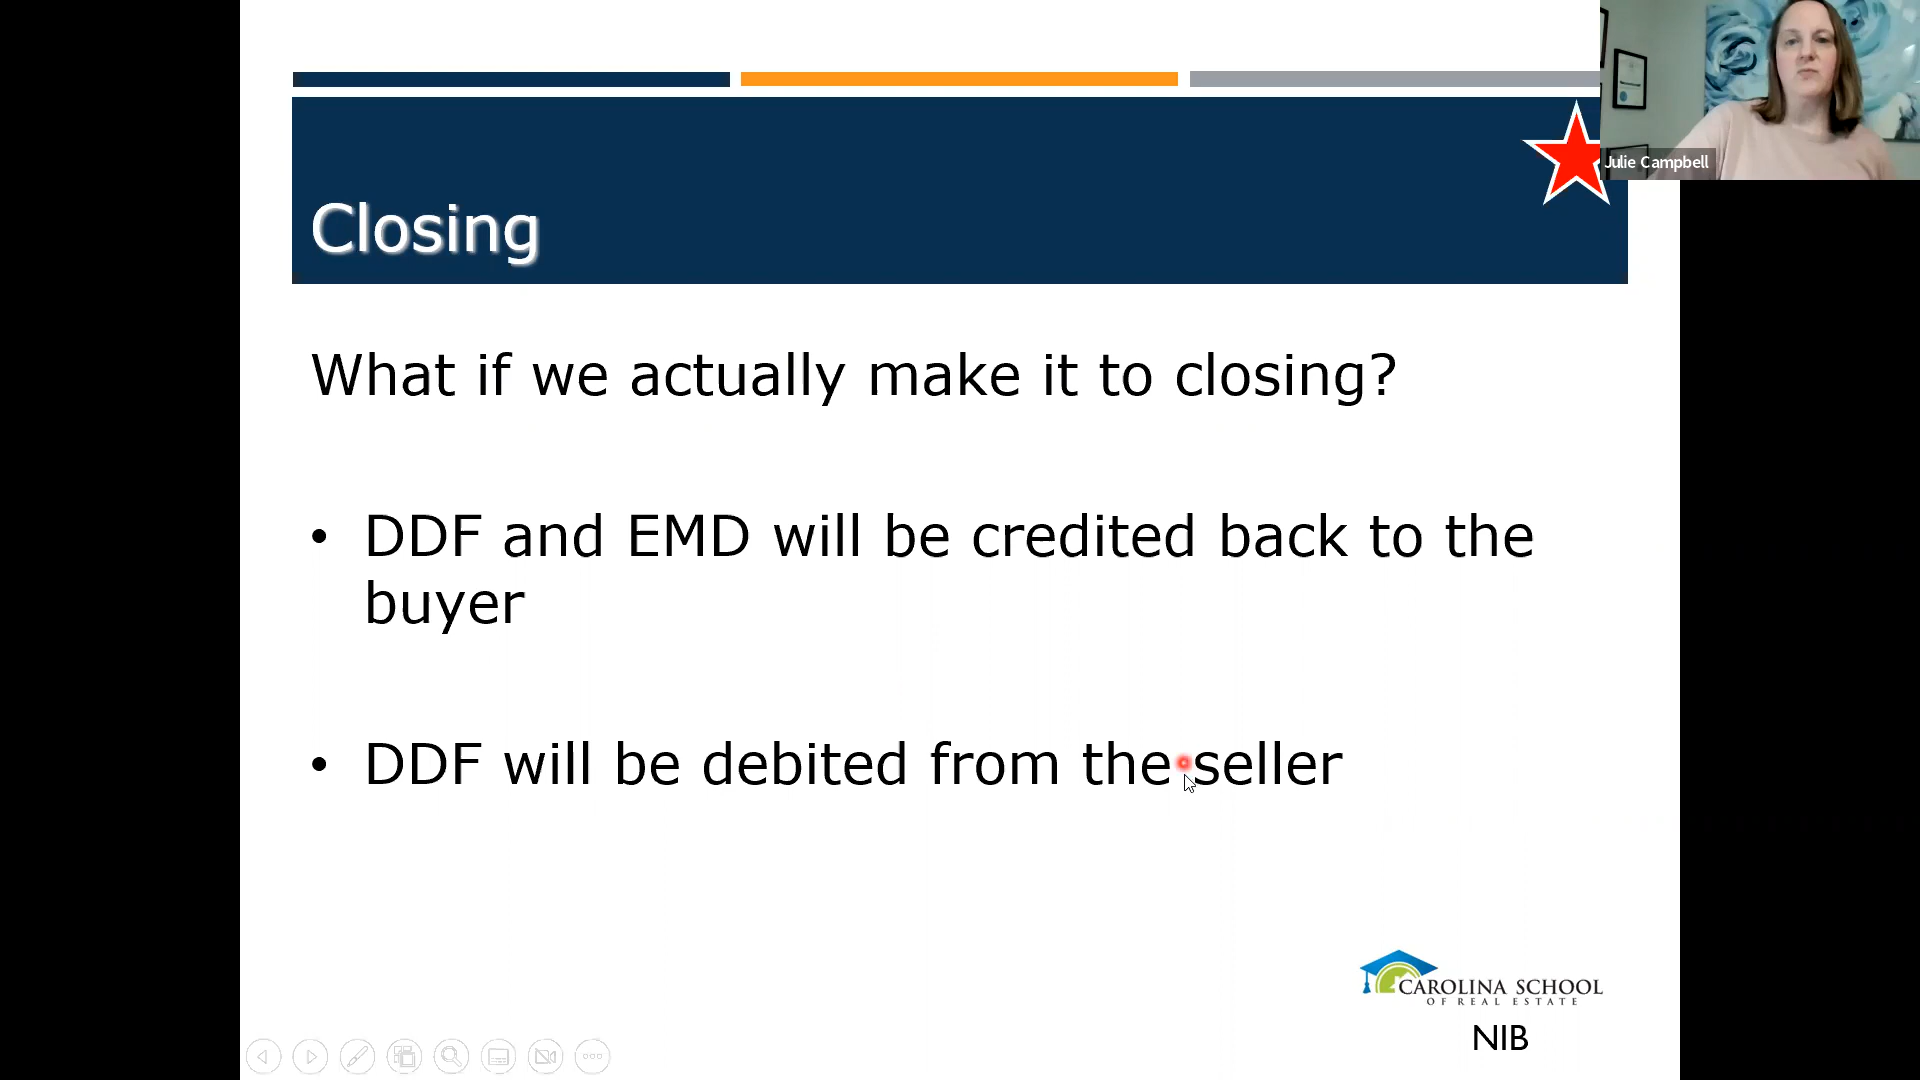 Julie Campbell
Closing
What if we actually make it to closing?
• DDF and EMD will be credited back to the
buyer
• DDF will be debited from the seller
CAROLINA SCHOOL
OF REAL ESTATE
NIB